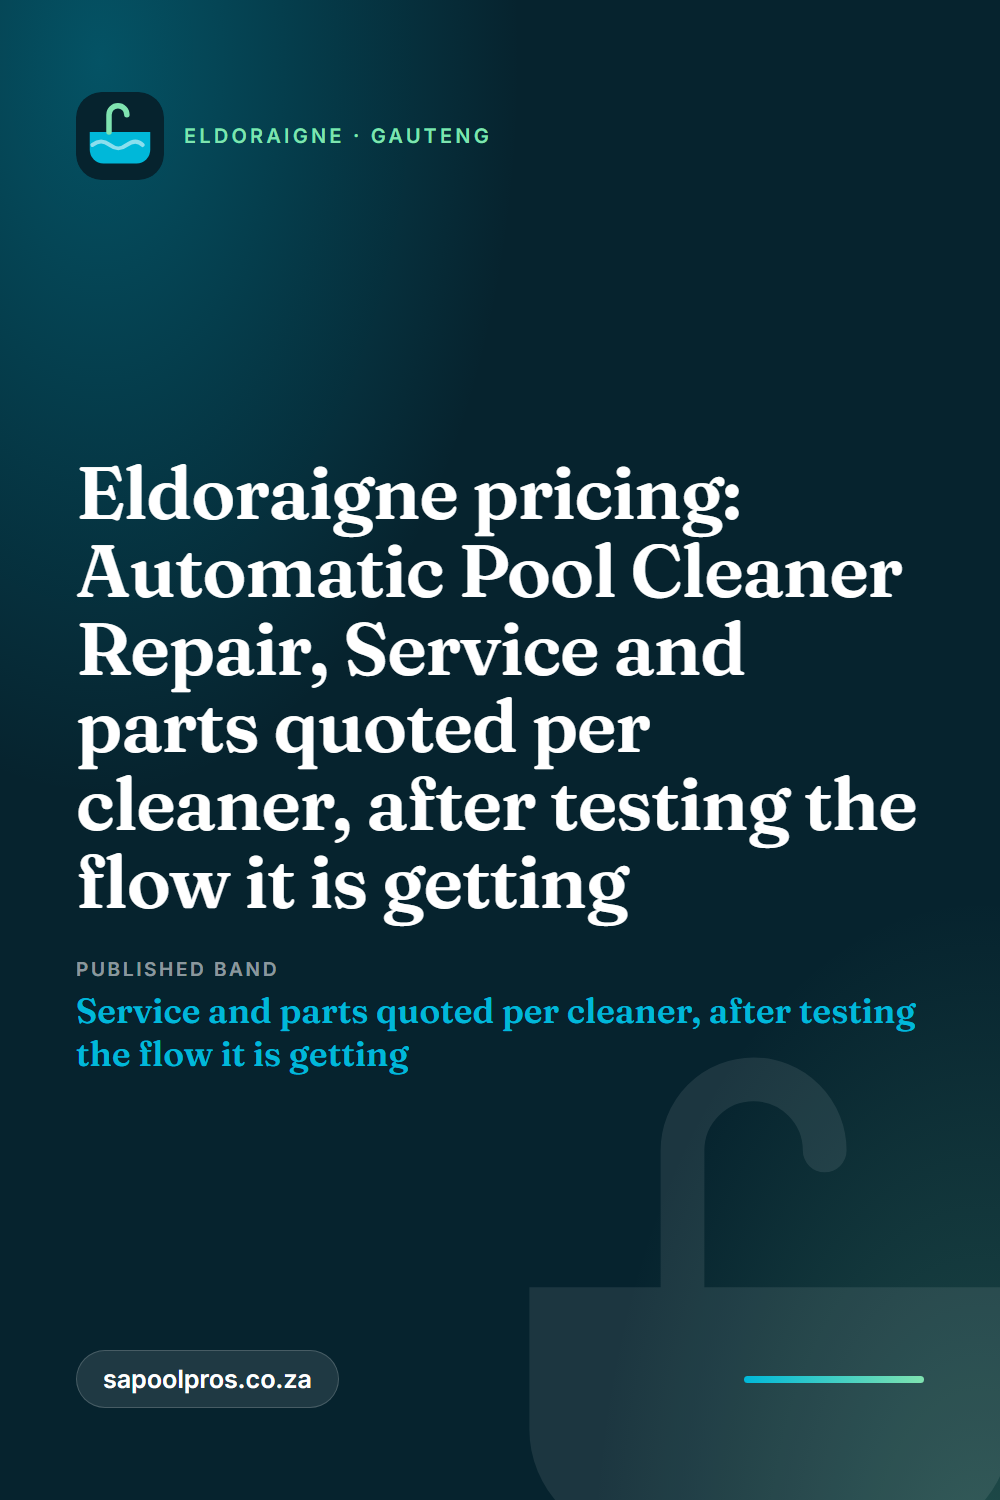 ELDORAIGNE · GAUTENG
Eldoraigne pricing:
Automatic Pool Cleaner
Repair, Service and
parts quoted per
cleaner, after testing the
flow it is getting
PUBLISHED BAND
Service and parts quoted per cleaner, after testing
the flow it is getting
sapoolpros.co.za